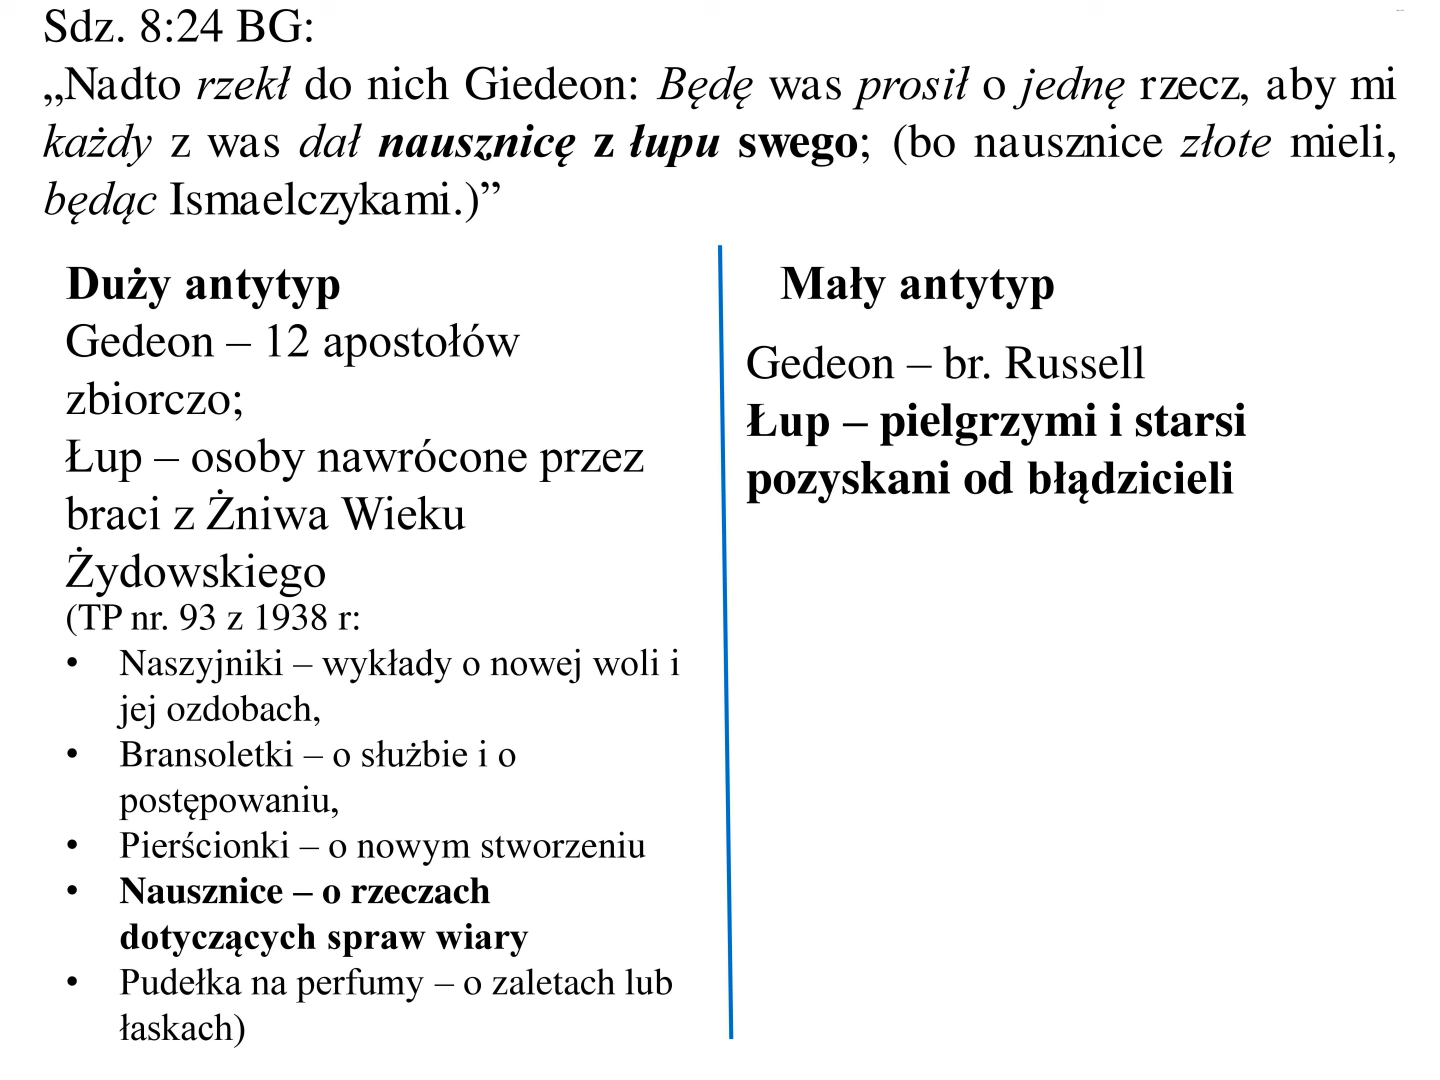 Sdz. 8:24 BG:
„Nadto rzekł do nich Giedeon: Będę was prosił o jednę rzecz, aby mi
każdy z was dał nausznicę z łupu swego; (bo nausznice złote mieli,
będąc Ismaelczykami.)”
Duży antytyp
Gedeon – 12 apostołów
zbiorczo;
Łup – osoby nawrócone przez
braci z Żniwa Wieku
Żydowskiego
(TP nr. 93 z 1938 r:
• Naszyjniki – wykłady o nowej woli i
jej ozdobach,
• Bransoletki – o służbie i o
postępowaniu,
• Pierścionki – o nowym stworzeniu
• Nausznice – o rzeczach
dotyczących spraw wiary
• Pudełka na perfumy – o zaletach lub
łaskach)
Mały antytyp
Gedeon – br. Russell
Łup – pielgrzymi i starsi
pozyskani od błądzicieli